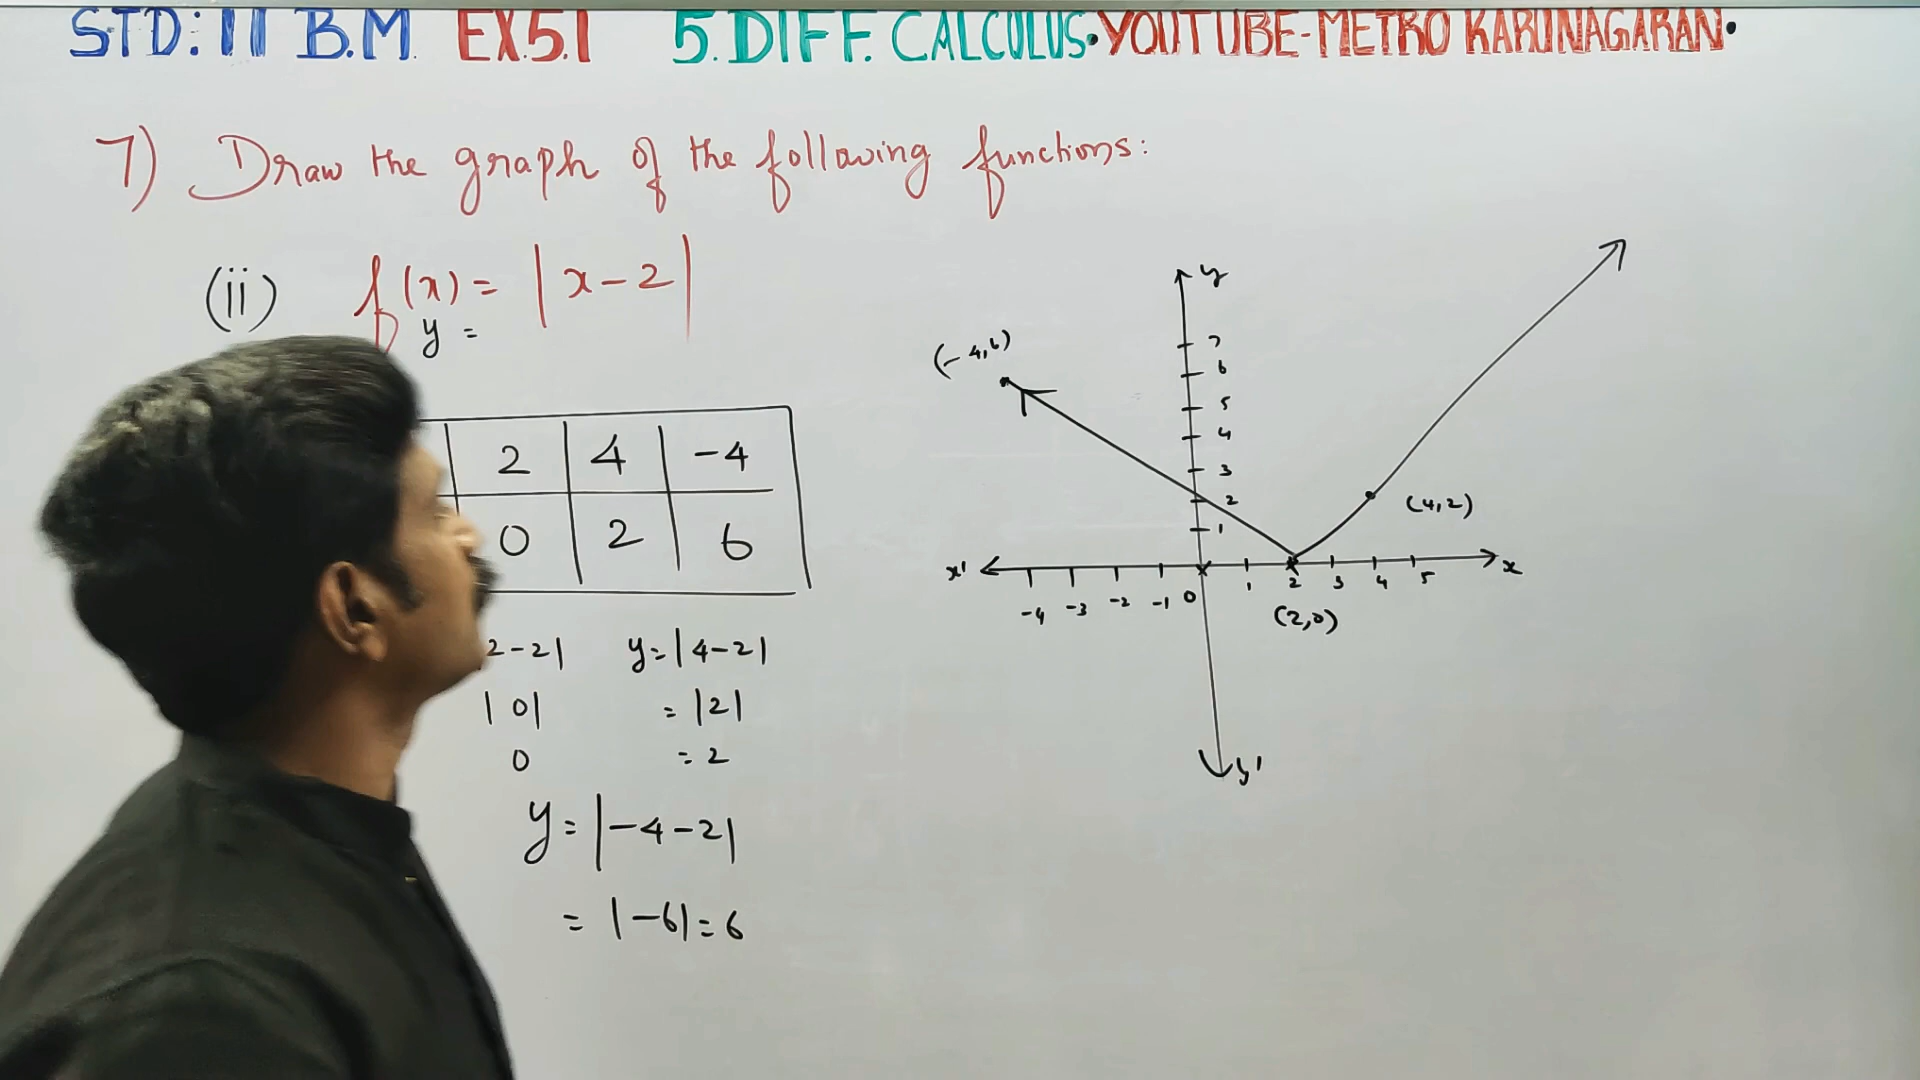 STD: 11 B.M. EX.5.1 5. DIFF. CALCULUS • YOUTUBE-METRO KARUNAGARAN •
7) Draw the graph of the following functions:
(ii) f(x) = |x-2|
y =
2 4 -4
0 2 6
2-2| y=|4-2|
|0| = |2|
0 = 2
y = |-4-2|
= |-6| = 6
y
(-4,6)
7
6
5
4
3
2
1
(4,2)
x' x
-4 -3 -2 -1 0 1 2 3 4 5
(2,0)
y'